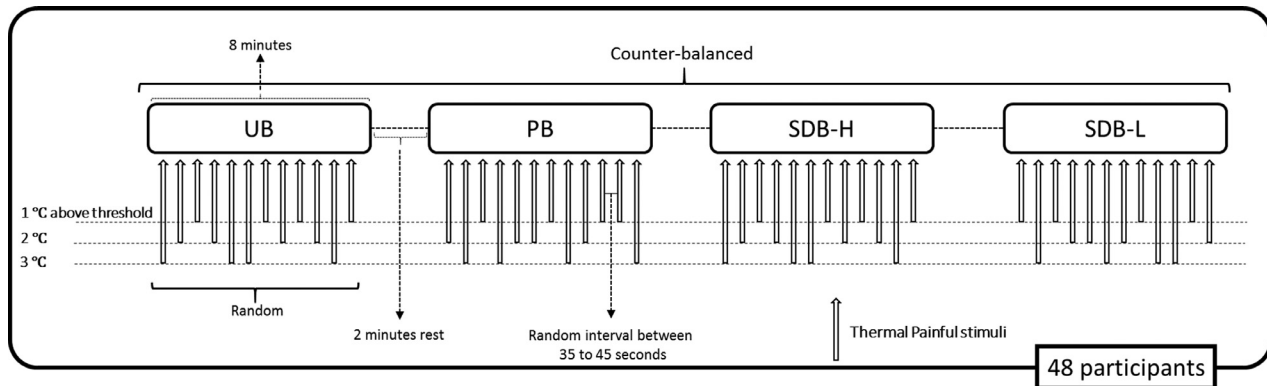 8 minutes
Counter-balanced
UB
PB
SDB-H
SDB-L
1 °C above threshold
2 °C
3 °C
Random
2 minutes rest
Random interval between
35 to 45 seconds
Thermal Painful stimuli
48 participants